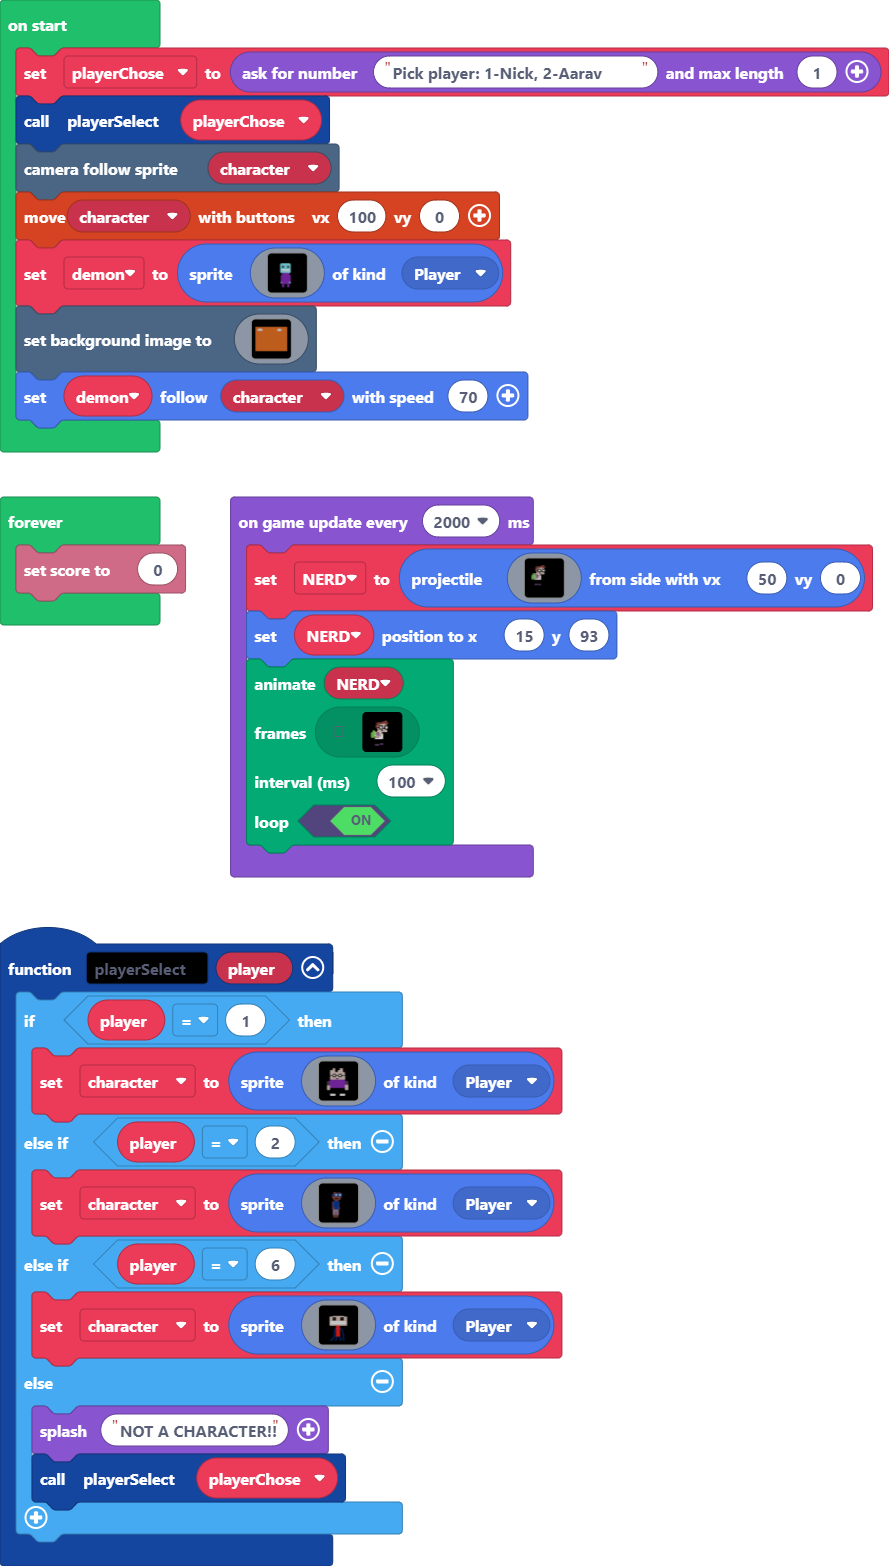 on start
set playerChose to ask for number "Pick player: 1-Nick, 2-Aarav" and max length 1
call playerSelect playerChose
camera follow sprite character
move character with buttons vx 100 vy 0
set demon to sprite of kind Player
set background image to
set demon follow character with speed 70
forever
set score to 0
on game update every 2000 ms
set NERD to projectile from side with vx 50 vy 0
set NERD position to x 15 y 93
animate NERD
frames
interval (ms) 100
loop ON
function playerSelect player
if player = 1 then
set character to sprite of kind Player
else if player = 2 then
set character to sprite of kind Player
else if player = 6 then
set character to sprite of kind Player
else
splash "NOT A CHARACTER!!"
call playerSelect playerChose